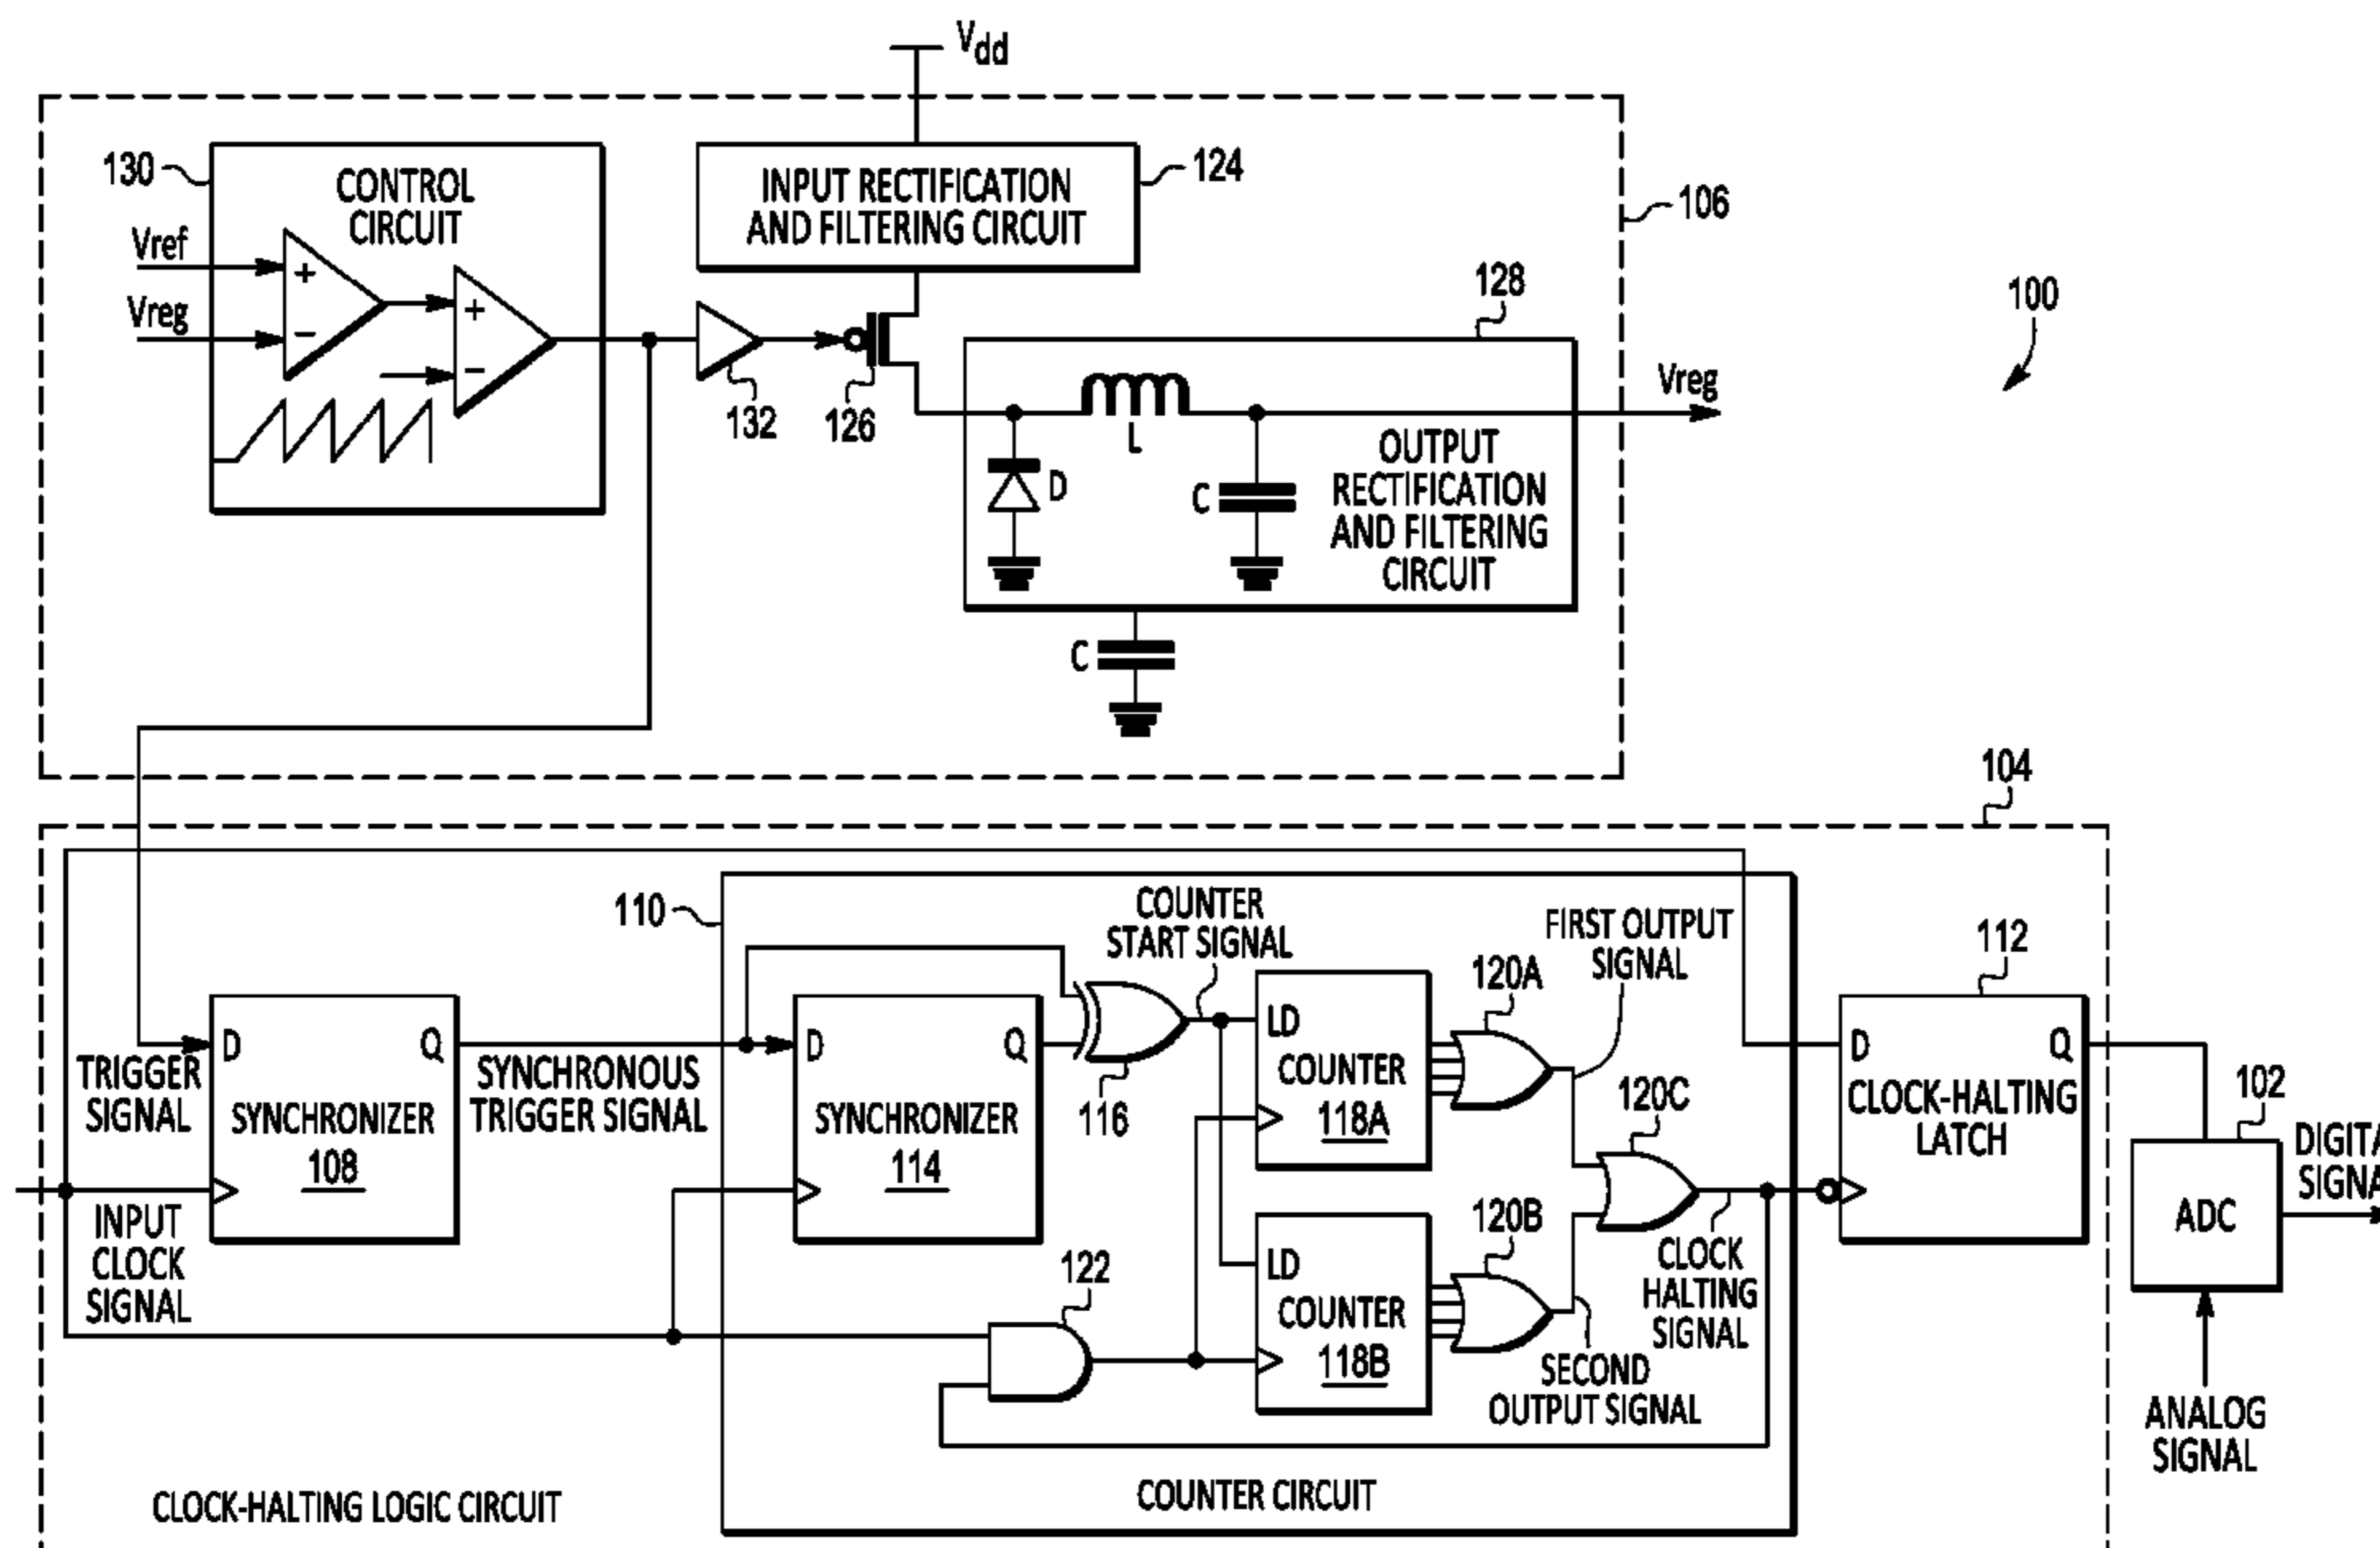 Vdd
130
CONTROL
CIRCUIT
Vref
Vreg
+
−
+
−
INPUT RECTIFICATION
AND FILTERING CIRCUIT
124
106
132
126
128
100
L
D
C
OUTPUT
RECTIFICATION
AND FILTERING
CIRCUIT
Vreg
C
104
110
COUNTER
START SIGNAL
FIRST OUTPUT
SIGNAL
112
D
Q
TRIGGER
SIGNAL
SYNCHRONIZER
108
SYNCHRONOUS
TRIGGER SIGNAL
D
Q
SYNCHRONIZER
114
116
LD
COUNTER
118A
120A
120C
D
Q
CLOCK-HALTING
LATCH
102
ADC
INPUT
CLOCK
SIGNAL
122
LD
COUNTER
118B
120B
CLOCK
HALTING
SIGNAL
SECOND
OUTPUT SIGNAL
ANALOG
SIGNAL
CLOCK-HALTING LOGIC CIRCUIT
COUNTER CIRCUIT